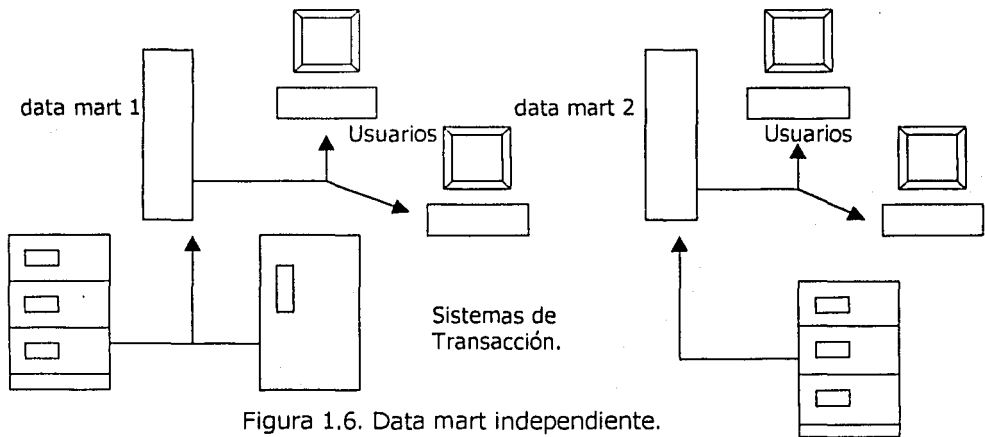 data mart 1
Usuarios
data mart 2
Usuarios
Sistemas de
Transacción.
Figura 1.6. Data mart independiente.